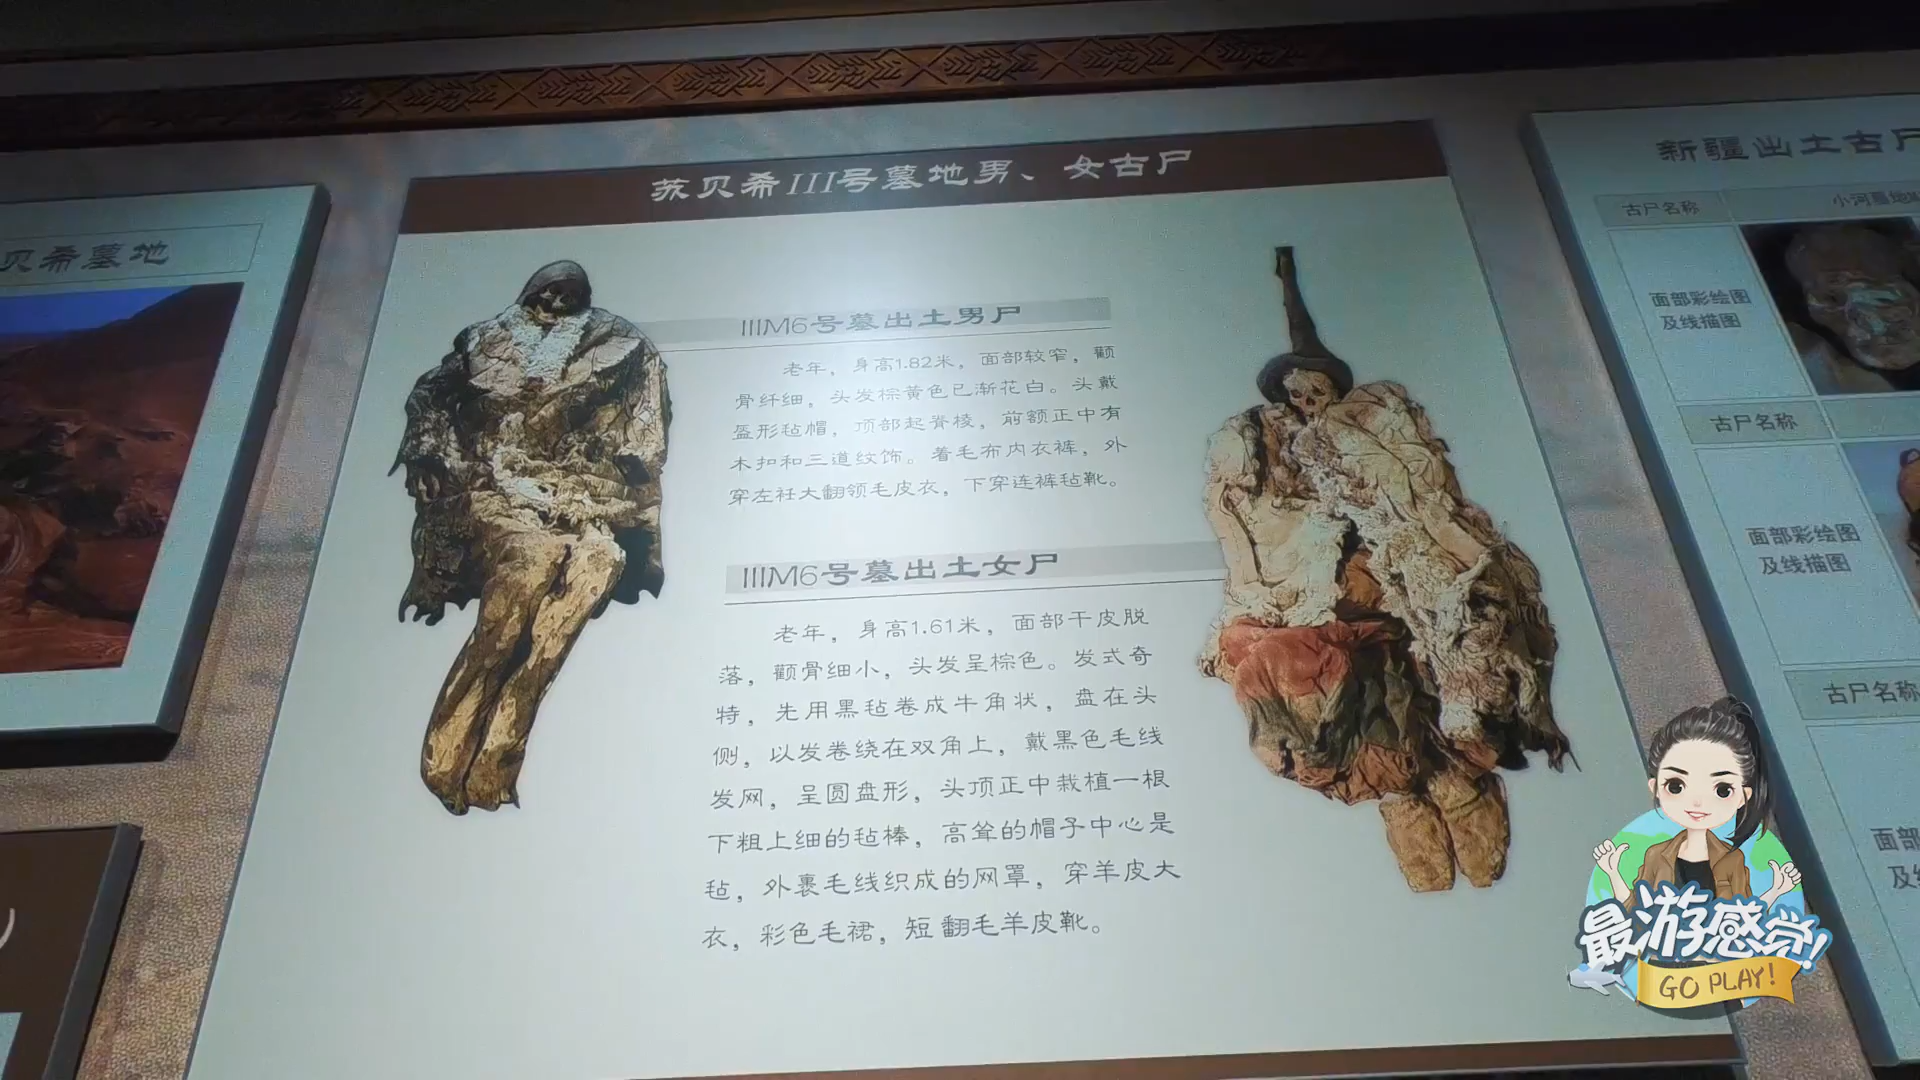 贝希墓地
苏贝希III号墓地男、女古尸
IIIM6号墓出土男尸
老年，身高1.82米，面部较窄，颧
骨纤细，头发棕黄色已渐花白。头戴
盔形毡帽，顶部起脊棱，前额正中有
木扣和三道纹饰。着毛布内衣裤，外
穿左衽大翻领毛皮衣，下穿连裤毡靴。
IIIM6号墓出土女尸
老年，身高1.61米，面部干皮脱
落，颧骨细小，头发呈棕色。发式奇
特，先用黑毡卷成牛角状，盘在头
侧，以发卷绕在双角上，戴黑色毛线
发网，呈圆盘形，头顶正中栽植一根
下粗上细的毡棒，高耸的帽子中心是
毡，外裹毛线织成的网罩，穿羊皮大
衣，彩色毛裙，短翻毛羊皮靴。
新疆出土古尸
古尸名称
小河墓地
面部彩绘图
及线描图
古尸名称
面部彩绘图
及线描图
古尸名称
面部
及
最游感觉!
GO PLAY!